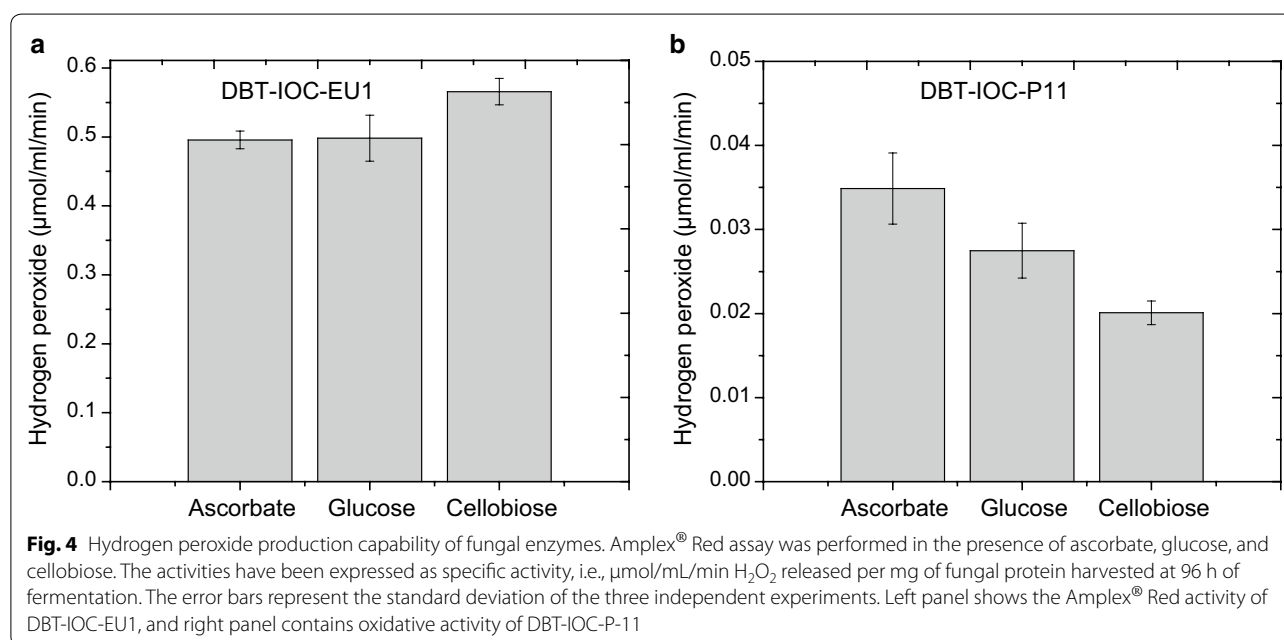 a
DBT-IOC-EU1
Hydrogen peroxide (µmol/ml/min)
0.6
0.5
0.4
0.3
0.2
0.1
0.0
Ascorbate Glucose Cellobiose
b
DBT-IOC-P11
Hydrogen peroxide (µmol/ml/min)
0.05
0.04
0.03
0.02
0.01
0.00
Ascorbate Glucose Cellobiose
Fig. 4 Hydrogen peroxide production capability of fungal enzymes. Amplex® Red assay was performed in the presence of ascorbate, glucose, and
cellobiose. The activities have been expressed as specific activity, i.e., µmol/mL/min H₂O₂ released per mg of fungal protein harvested at 96 h of
fermentation. The error bars represent the standard deviation of the three independent experiments. Left panel shows the Amplex® Red activity of
DBT-IOC-EU1, and right panel contains oxidative activity of DBT-IOC-P-11